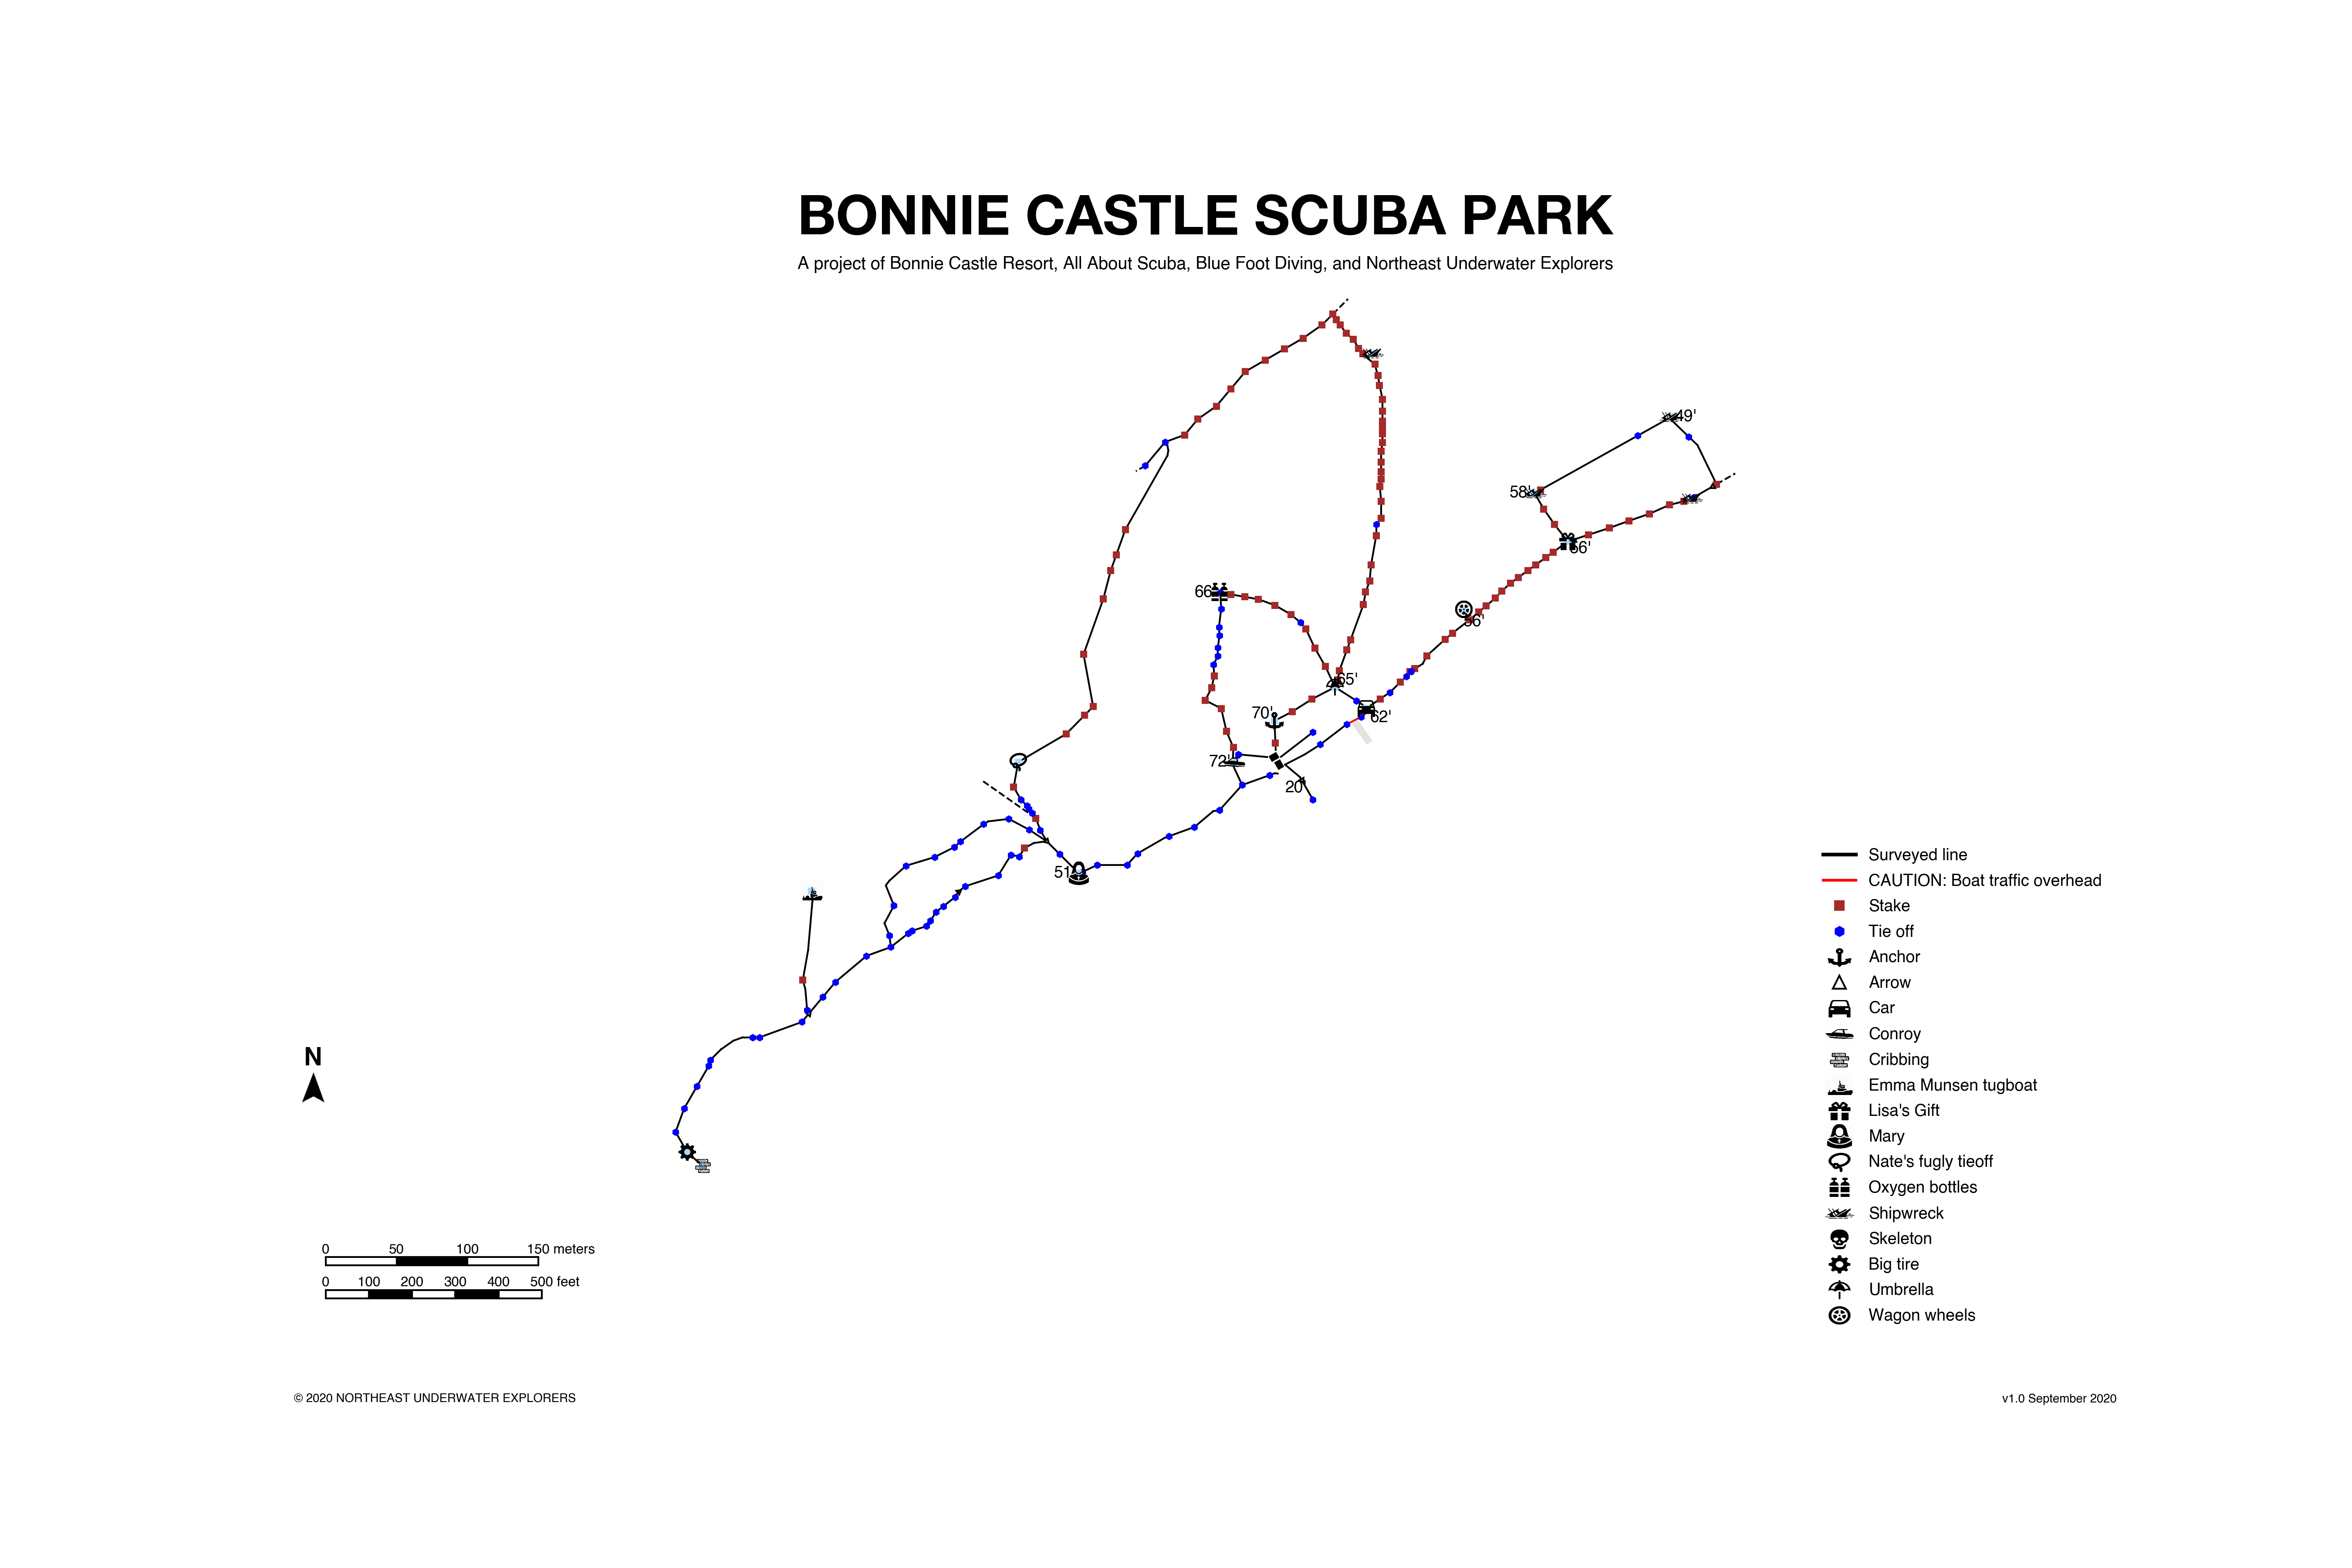 BONNIE CASTLE SCUBA PARK
A project of Bonnie Castle Resort, All About Scuba, Blue Foot Diving, and Northeast Underwater Explorers
49'
58'
66'
66'
56'
65'
70'
62'
72'
20'
51'
Surveyed line
CAUTION: Boat traffic overhead
Stake
Tie off
Anchor
Arrow
Car
Conroy
Cribbing
Emma Munsen tugboat
Lisa's Gift
Mary
Nate's fugly tieoff
Oxygen bottles
Shipwreck
Skeleton
Big tire
Umbrella
Wagon wheels
N
0 50 100 150 meters
0 100 200 300 400 500 feet
© 2020 NORTHEAST UNDERWATER EXPLORERS
v1.0 September 2020